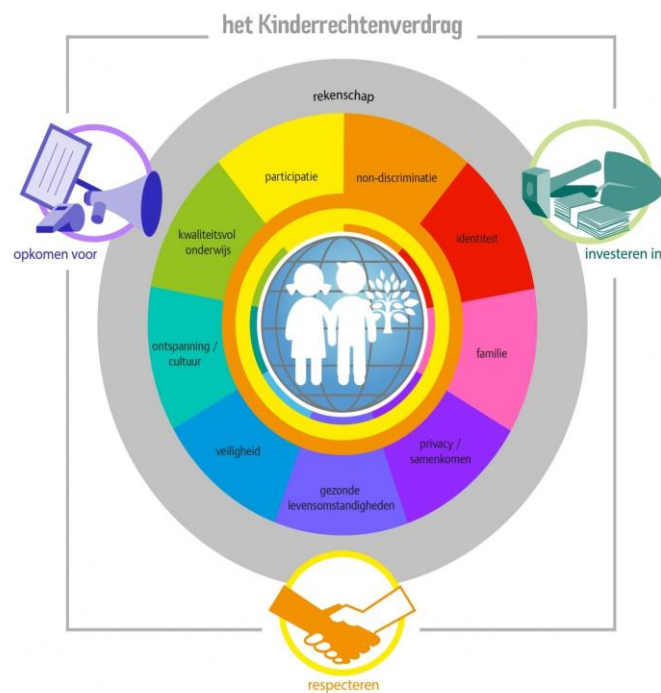 het Kinderrechtenverdrag
rekenschap
participatie
non-discriminatie
kwaliteitsvol
onderwijs
identiteit
opkomen voor
investeren in
ontspanning /
cultuur
familie
veiligheid
privacy /
samenkomen
gezonde
levensomstandigheden
respecteren